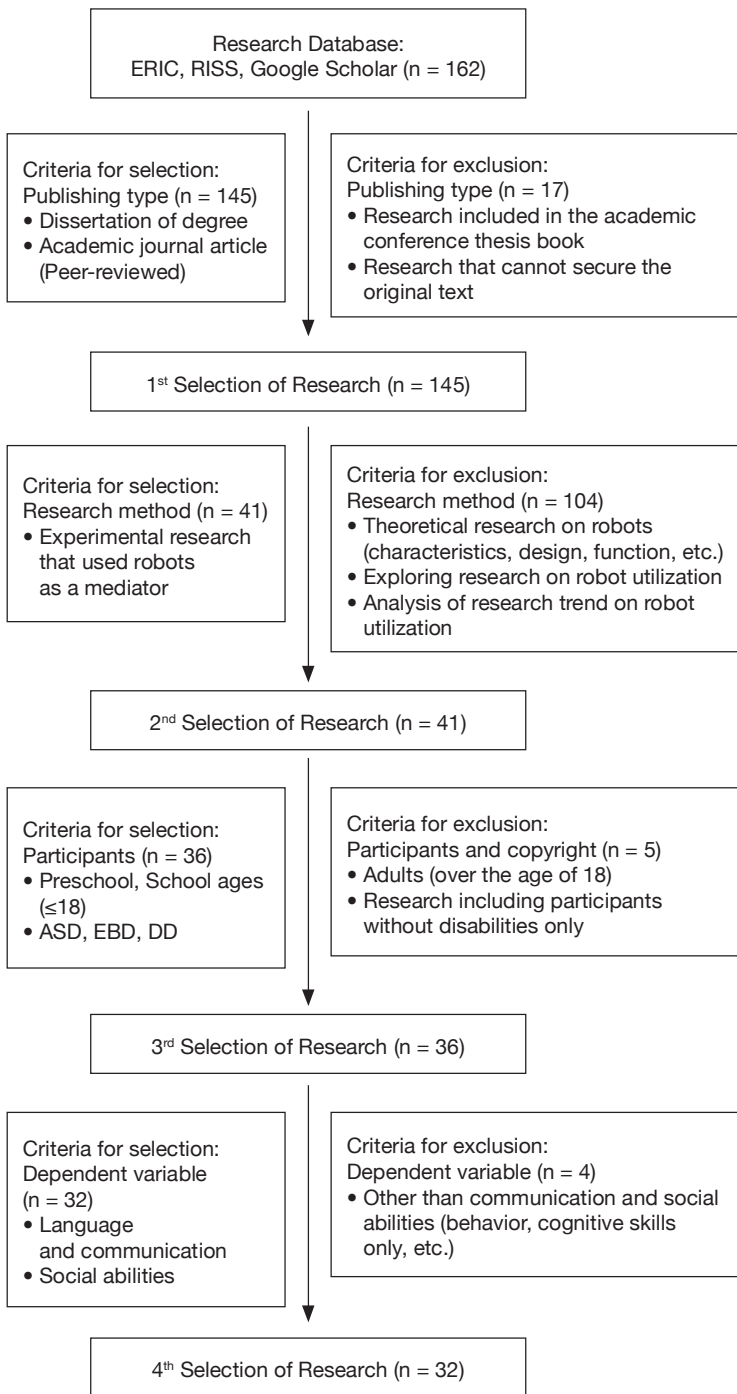 Research Database:
ERIC, RISS, Google Scholar (n = 162)
Criteria for selection:
Publishing type (n = 145)
• Dissertation of degree
• Academic journal article
(Peer-reviewed)
Criteria for exclusion:
Publishing type (n = 17)
• Research included in the academic
conference thesis book
• Research that cannot secure the
original text
1st Selection of Research (n = 145)
Criteria for selection:
Research method (n = 41)
• Experimental research
that used robots
as a mediator
Criteria for exclusion:
Research method (n = 104)
• Theoretical research on robots
(characteristics, design, function, etc.)
• Exploring research on robot utilization
• Analysis of research trend on robot
utilization
2nd Selection of Research (n = 41)
Criteria for selection:
Participants (n = 36)
• Preschool, School ages
(≤18)
• ASD, EBD, DD
Criteria for exclusion:
Participants and copyright (n = 5)
• Adults (over the age of 18)
• Research including participants
without disabilities only
3rd Selection of Research (n = 36)
Criteria for selection:
Dependent variable
(n = 32)
• Language
and communication
• Social abilities
Criteria for exclusion:
Dependent variable (n = 4)
• Other than communication and social
abilities (behavior, cognitive skills
only, etc.)
4th Selection of Research (n = 32)